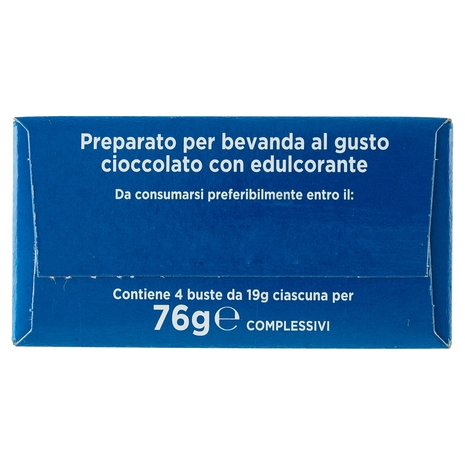 Preparato per bevanda al gusto
cioccolato con edulcorante
Da consumarsi preferibilmente entro il:
Contiene 4 buste da 19g ciascuna per
76g℮ COMPLESSIVI